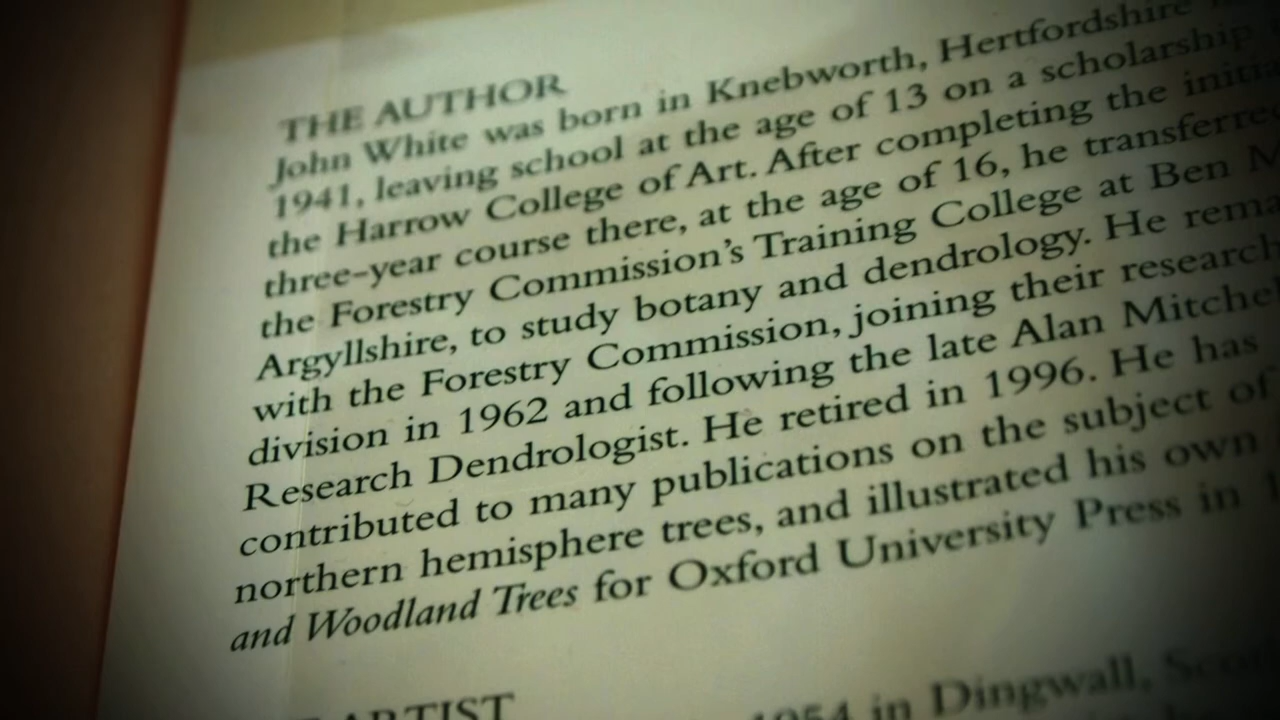 THE AUTHOR
John White was born in Knebworth, Hertfordshire
1941, leaving school at the age of 13 on a scholarship
the Harrow College of Art. After completing the
three-year course there, at the age of 16, he
the Forestry Commission's Training College at Ben
Argyllshire, to study botany and dendrology. He
with the Forestry Commission, joining their research
division in 1962 and following the late Alan
Research Dendrologist. He retired in 1996. He has
contributed to many publications on the subject of
northern hemisphere trees, and illustrated his own
and Woodland Trees for Oxford University Press in
ARTIST
1954 in Dingwall,